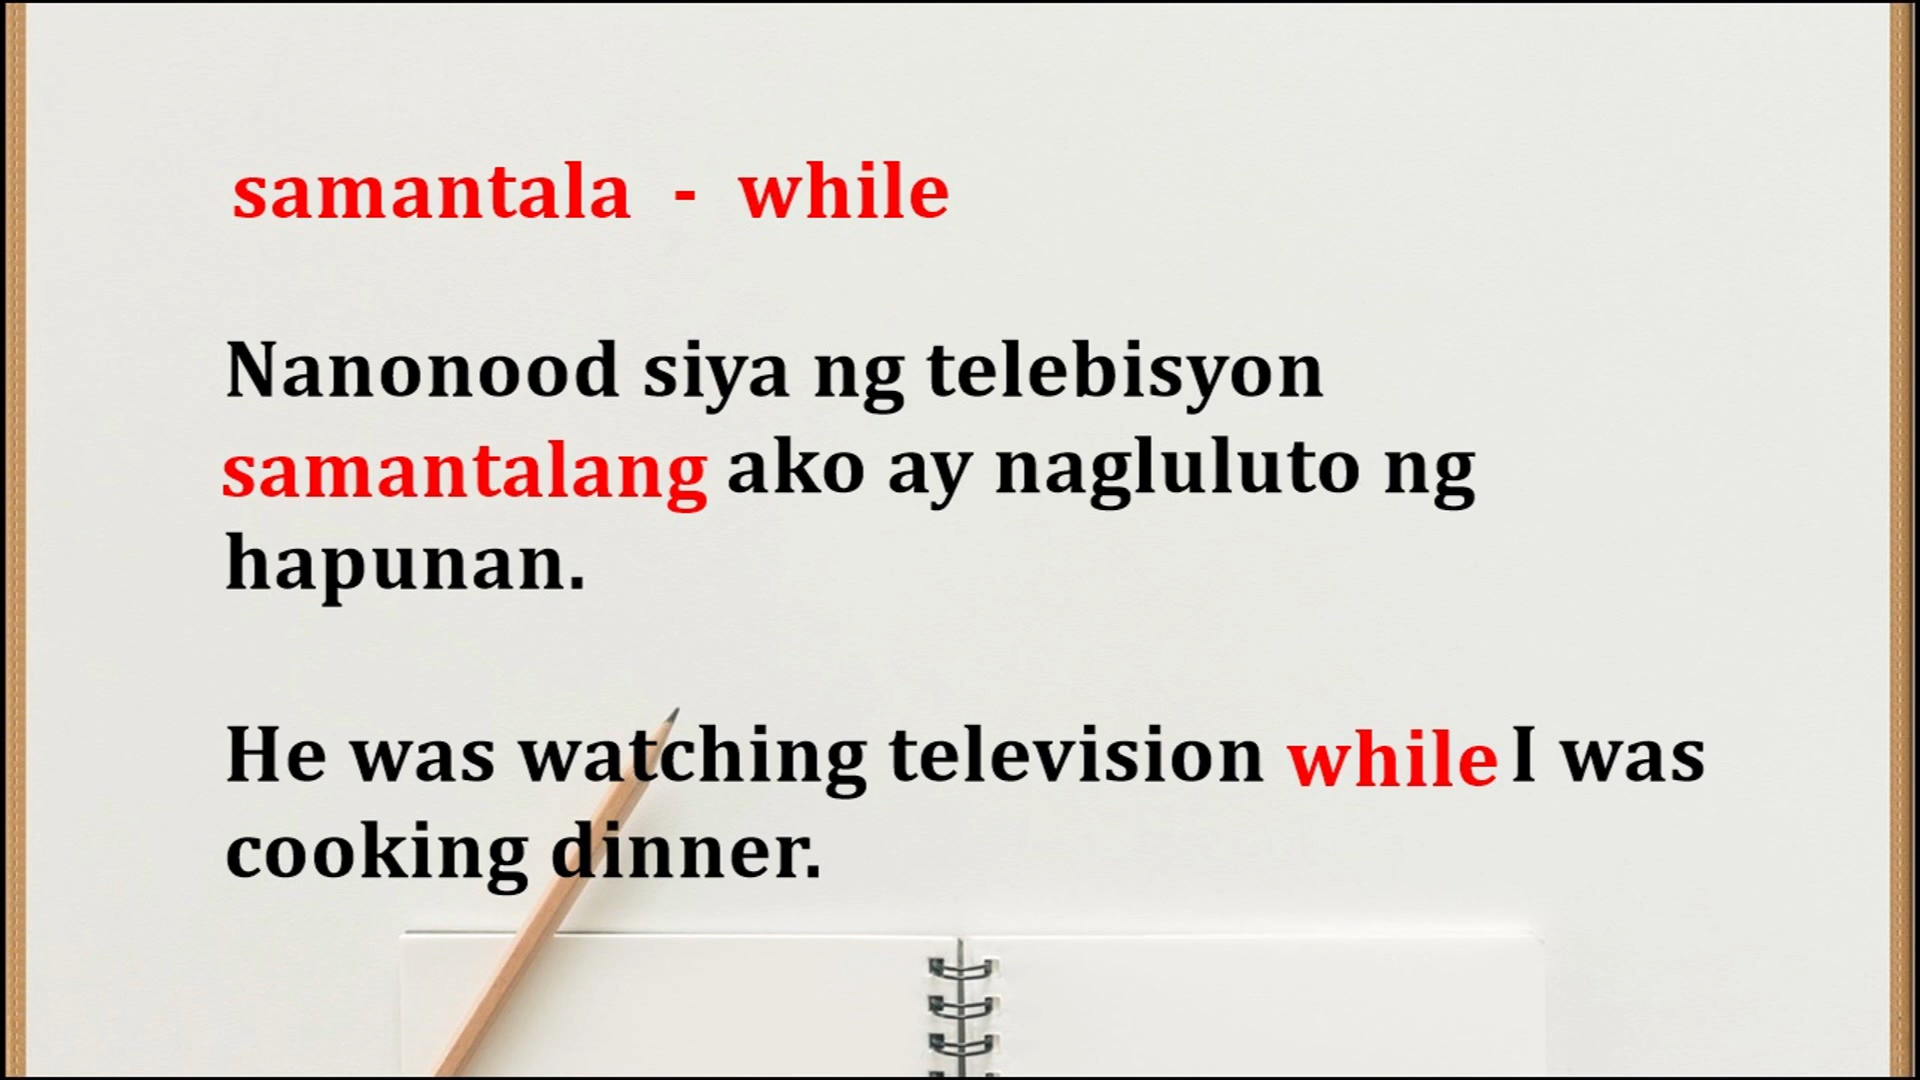 samantala - while
Nanonood siya ng telebisyon
samantalang ako ay nagluluto ng
hapunan.
He was watching television while I was
cooking dinner.